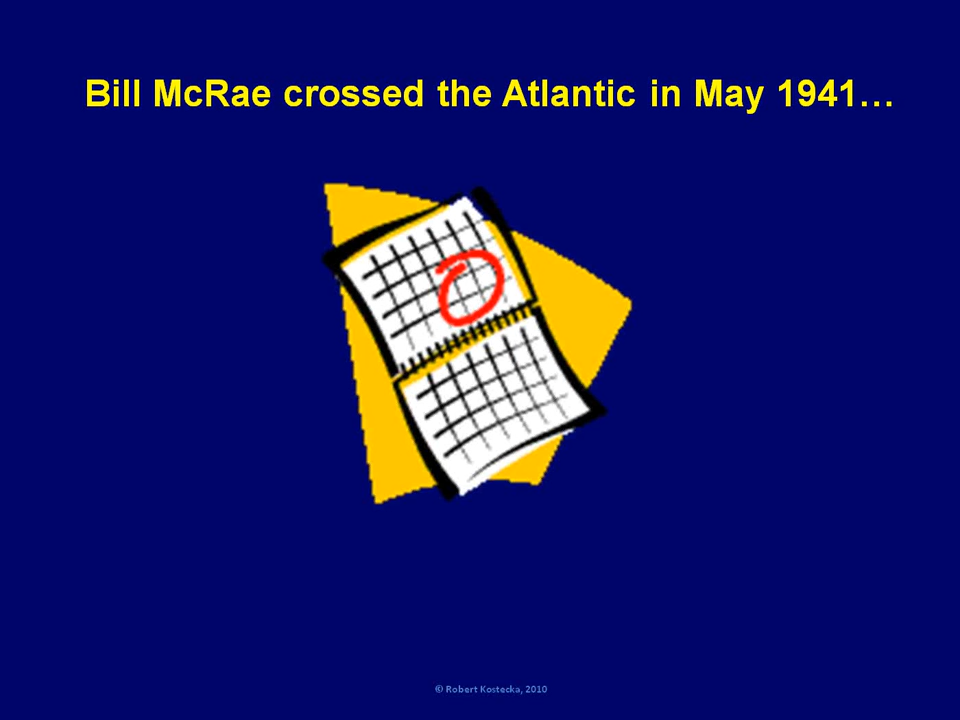 Bill McRae crossed the Atlantic in May 1941…
© Robert Kostecka, 2010